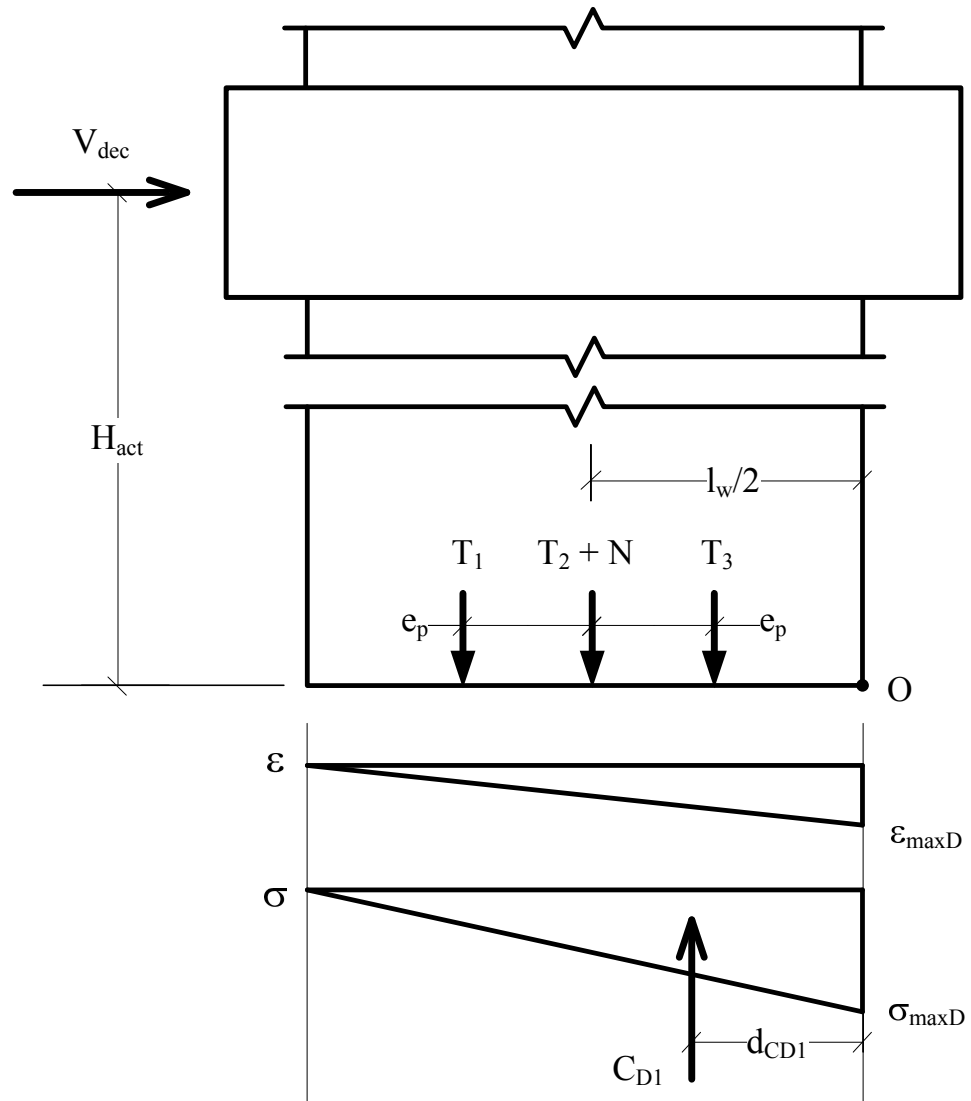 V_dec
H_act
l_w/2
T_1 T_2 + N T_3
e_p e_p
O
ε
ε_maxD
σ
σ_maxD
d_CD1
C_D1